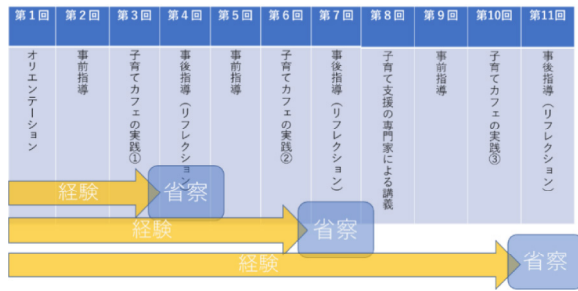 第1回
第2回
第3回
第4回
第5回
第6回
第7回
第8回
第9回
第10回
第11回
オリエンテーション
事前指導
子育てカフェの実践①
事後指導（リフレクション）
事前指導
子育てカフェの実践②
事後指導（リフレクション）
子育て支援の専門家による講義
事前指導
子育てカフェの実践③
事後指導（リフレクション）
経験
省察
経験
省察
経験
省察